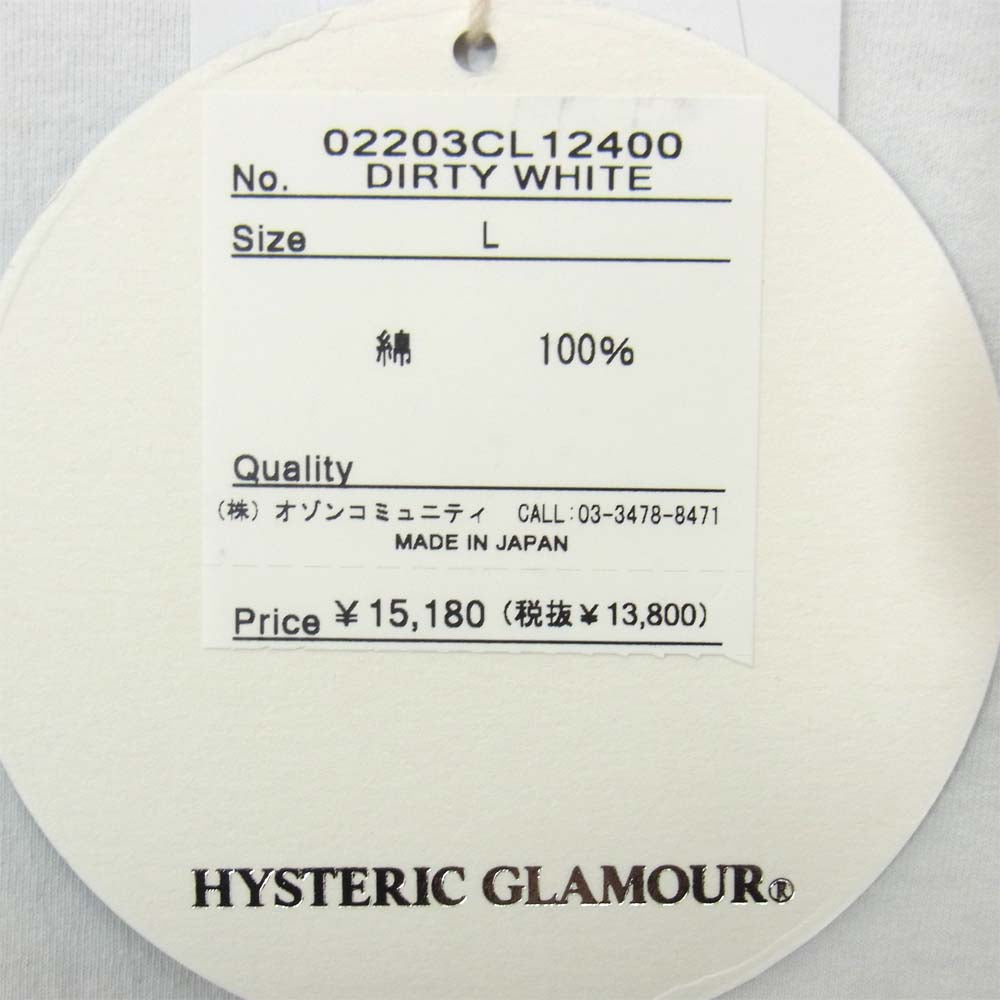 02203CL12400
No. DIRTY WHITE
Size L
綿 100%
Quality
(株) オゾンコミュニティ CALL:03-3478-8471
MADE IN JAPAN
Price ¥15,180 (税抜¥13,800)
HYSTERIC GLAMOUR®